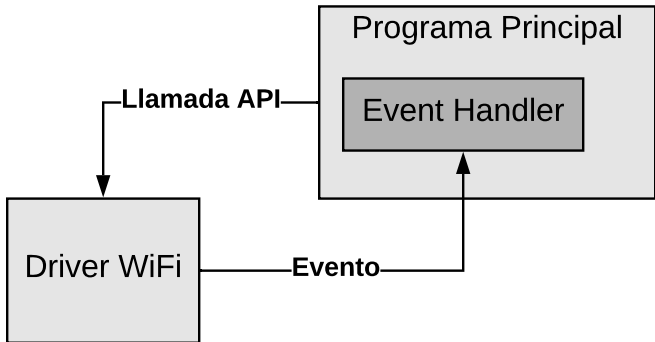 Programa Principal
Llamada API
Event Handler
Driver WiFi
Evento